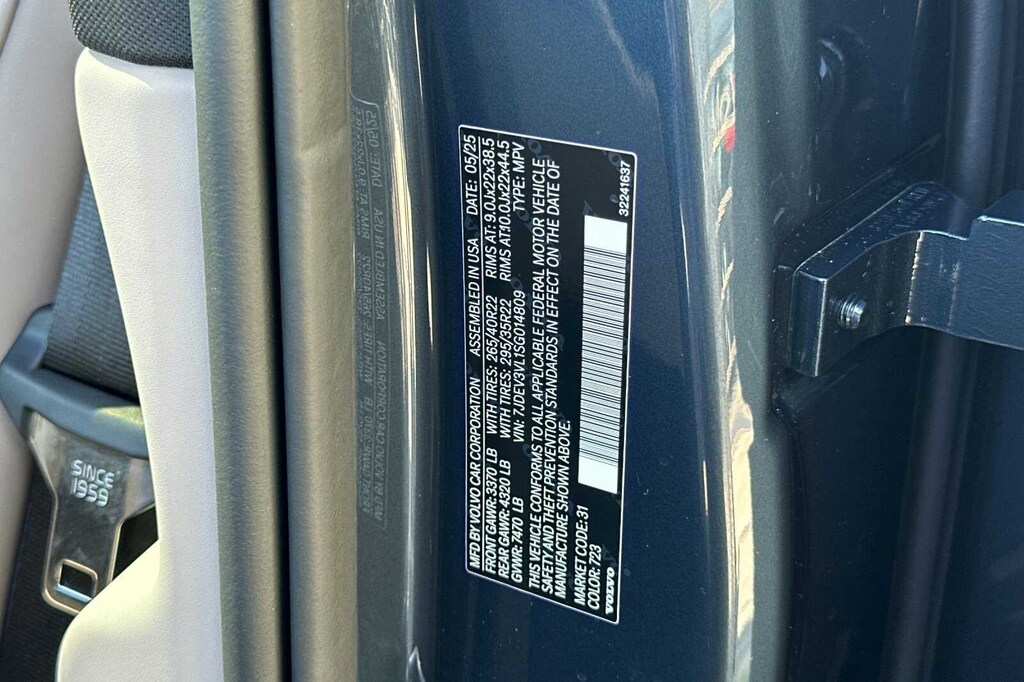 MFD BY VOLVO CAR CORPORATION ASSEMBLED IN USA DATE: 05/25
FRONT GAWR: 3370 LB WITH TIRES: 265/40R22 RIMS AT: 9.0Jx22x38.5
REAR GAWR: 4320 LB WITH TIRES: 295/35R22 RIMS AT:10.0Jx22x44.5
GVWR: 7470 LB VIN: 7JDEV3VL1SG014809 TYPE: MPV
THIS VEHICLE CONFORMS TO ALL APPLICABLE FEDERAL MOTOR VEHICLE
SAFETY AND THEFT PREVENTION STANDARDS IN EFFECT ON THE DATE OF
MANUFACTURE SHOWN ABOVE.
MARKET CODE: 31
COLOR: 723
VOLVO
32241637
SINCE
1959